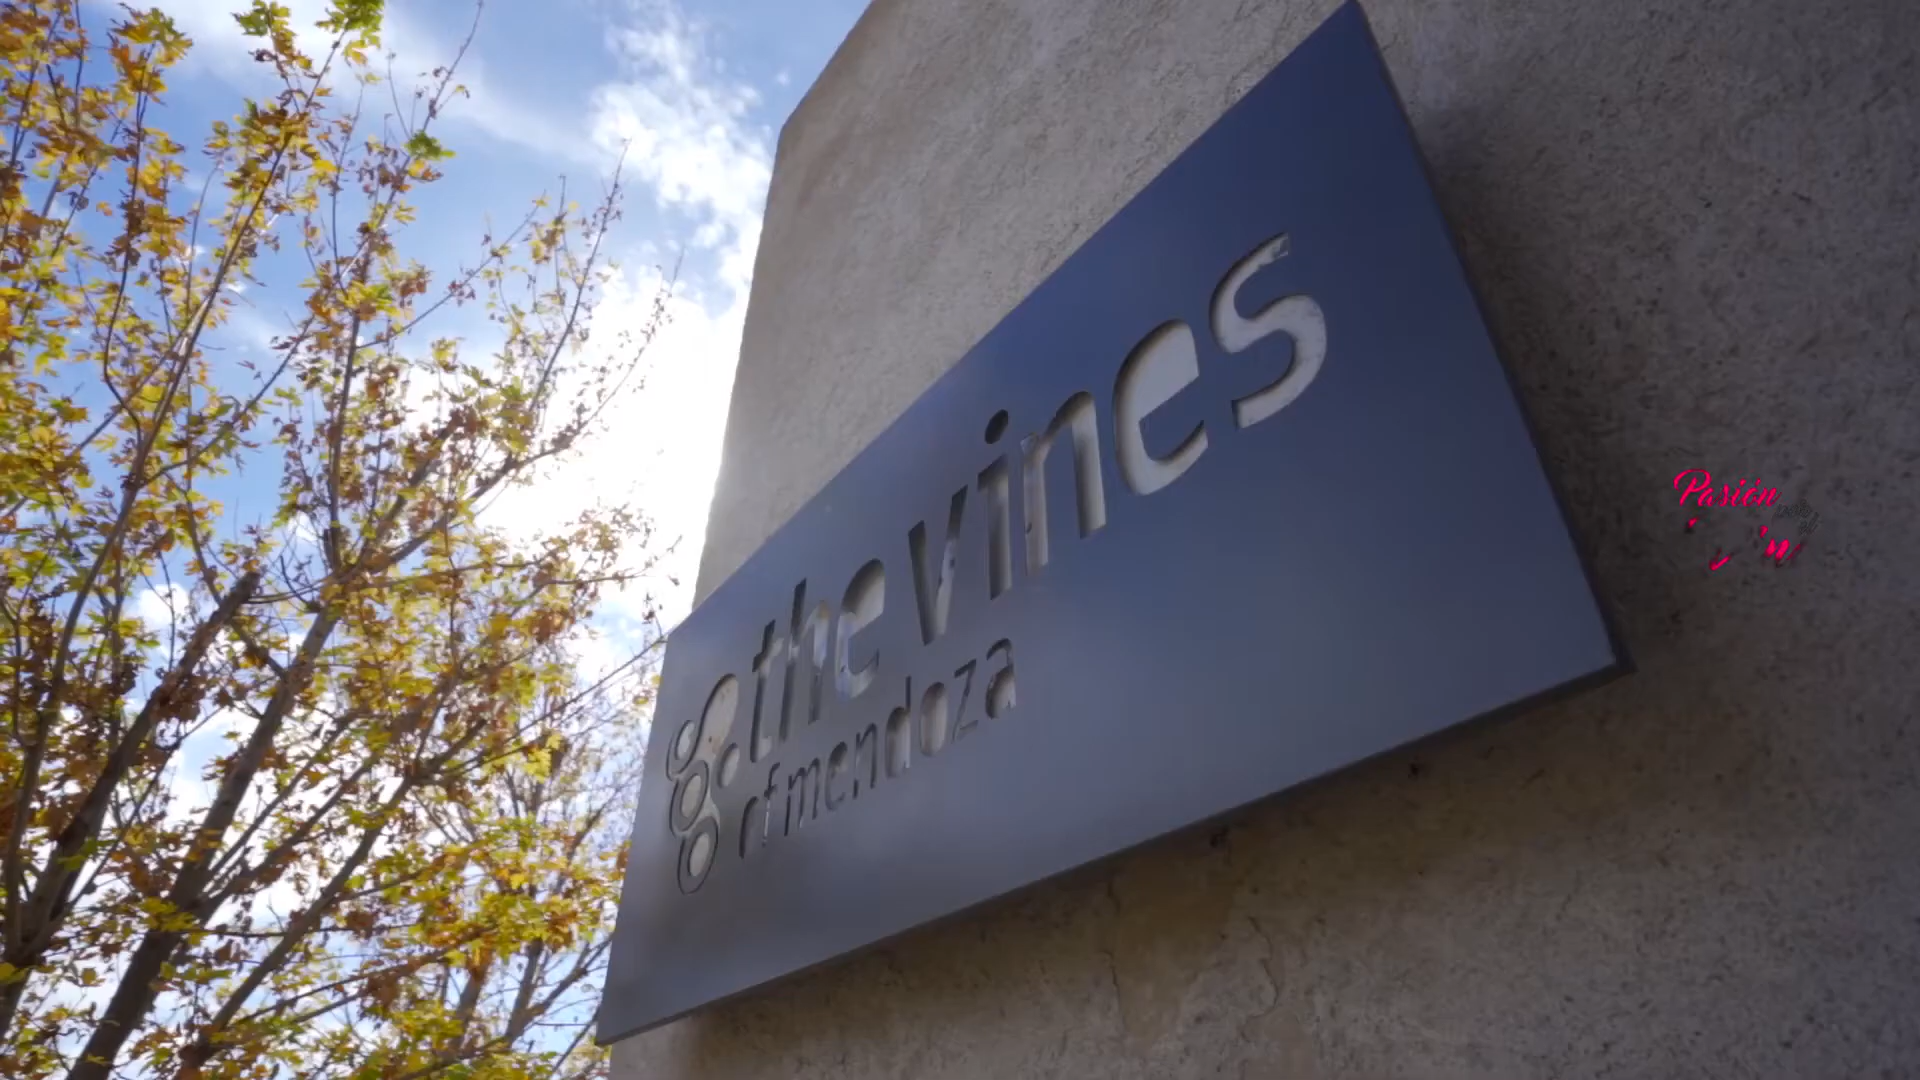 the vines
of mendoza
Pasión